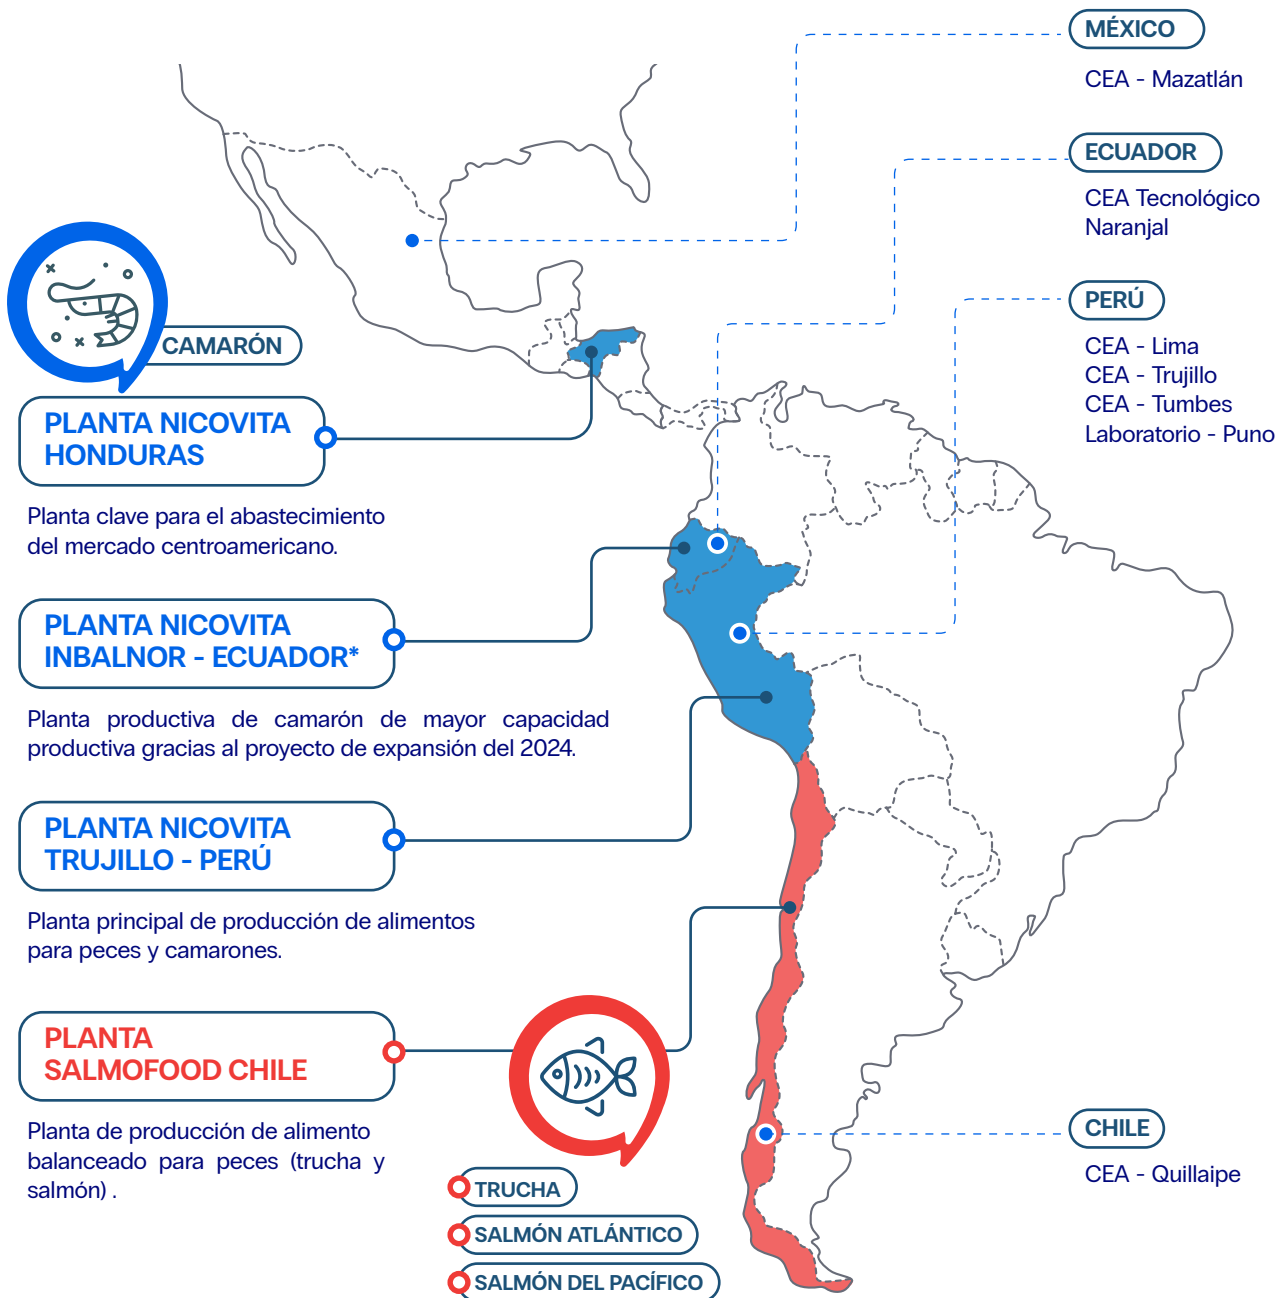 MÉXICO
CEA - Mazatlán
ECUADOR
CEA Tecnológico
Naranjal
PERÚ
CEA - Lima
CEA - Trujillo
CEA - Tumbes
Laboratorio - Puno
CAMARÓN
PLANTA NICOVITA
HONDURAS
Planta clave para el abastecimiento
del mercado centroamericano.
PLANTA NICOVITA
INBALNOR - ECUADOR*
Planta productiva de camarón de mayor capacidad
productiva gracias al proyecto de expansión del 2024.
PLANTA NICOVITA
TRUJILLO - PERÚ
Planta principal de producción de alimentos
para peces y camarones.
PLANTA
SALMOFOOD CHILE
Planta de producción de alimento
balanceado para peces (trucha y
salmón) .
TRUCHA
SALMÓN ATLÁNTICO
SALMÓN DEL PACÍFICO
CHILE
CEA - Quillaipe